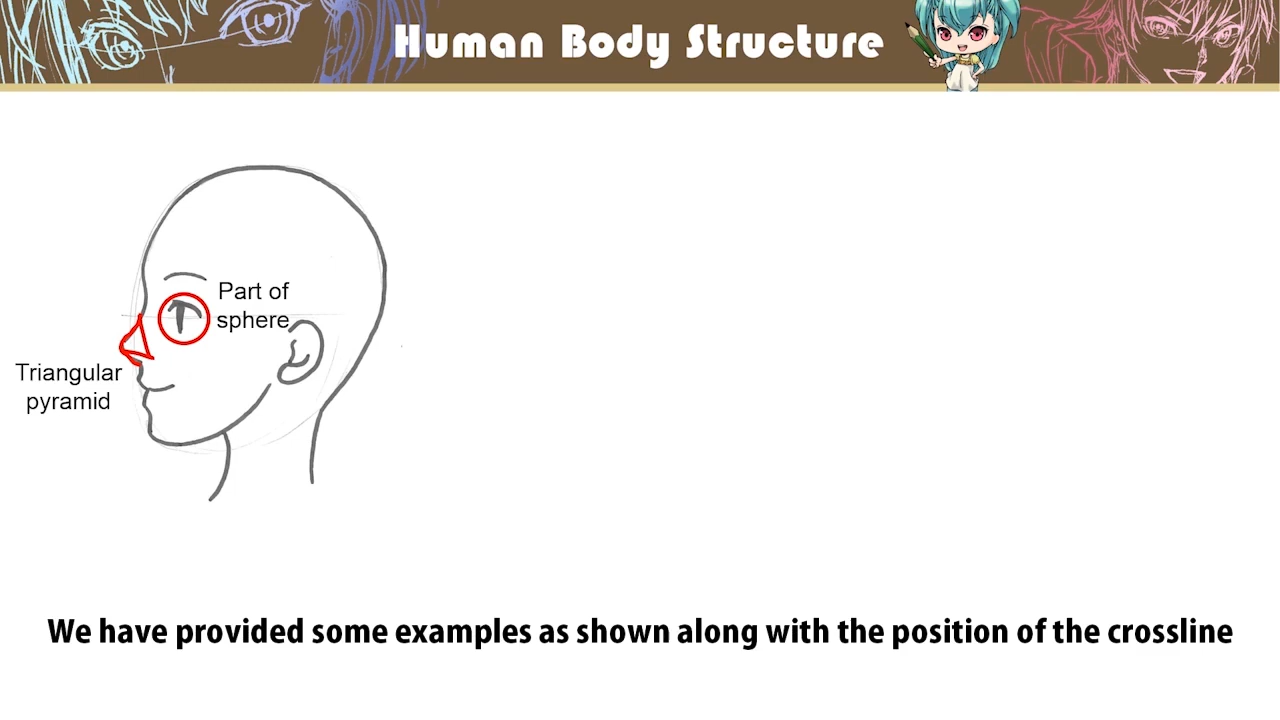 Human Body Structure
Part of
sphere
Triangular
pyramid
We have provided some examples as shown along with the position of the crossline